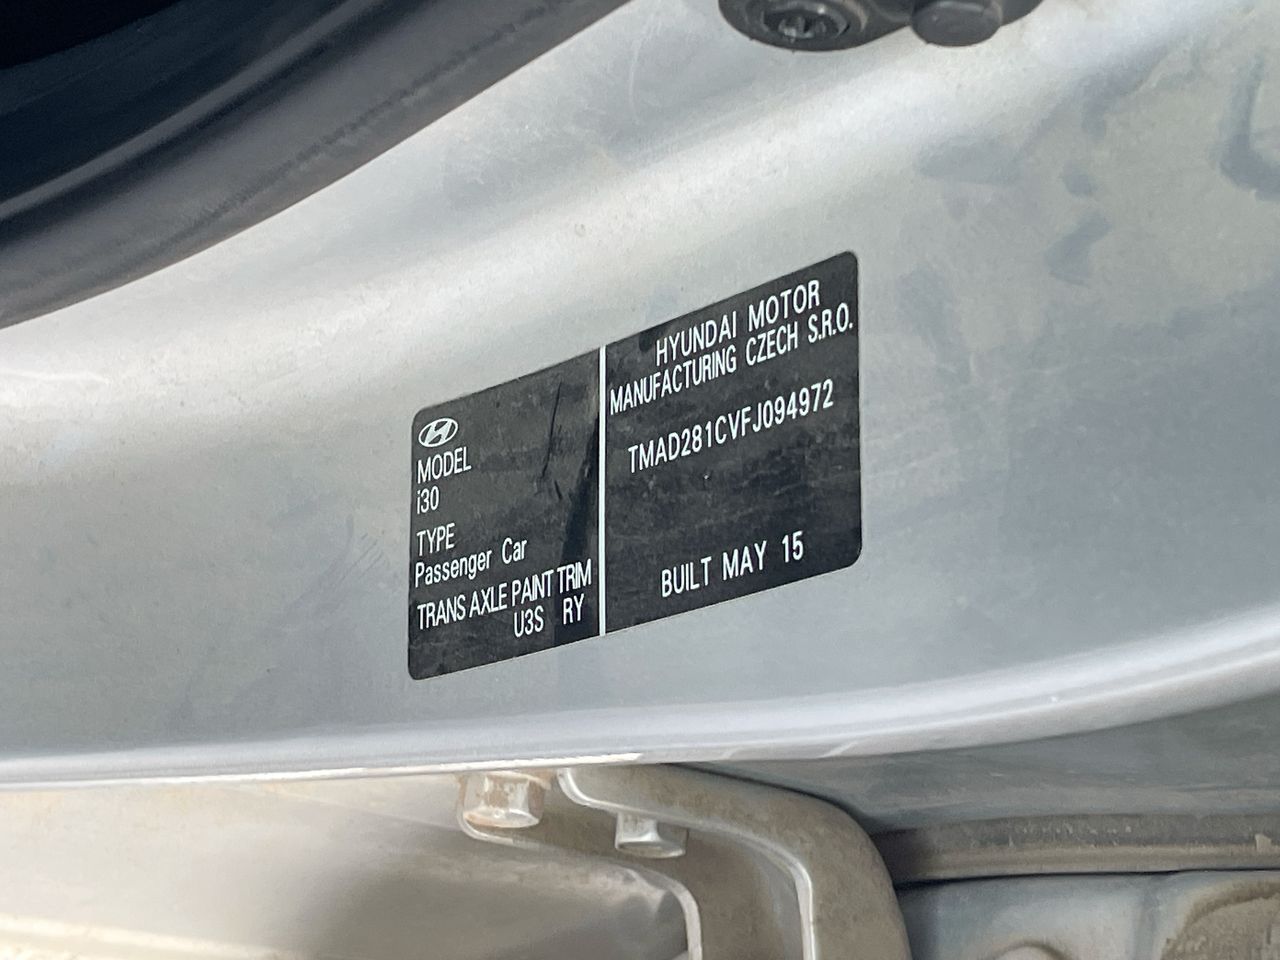 MODEL
i30
TYPE
Passenger Car
TRANS AXLE PAINT TRIM
U3S RY
HYUNDAI MOTOR
MANUFACTURING CZECH S.R.O.
TMAD281CVFJ094972
BUILT MAY 15